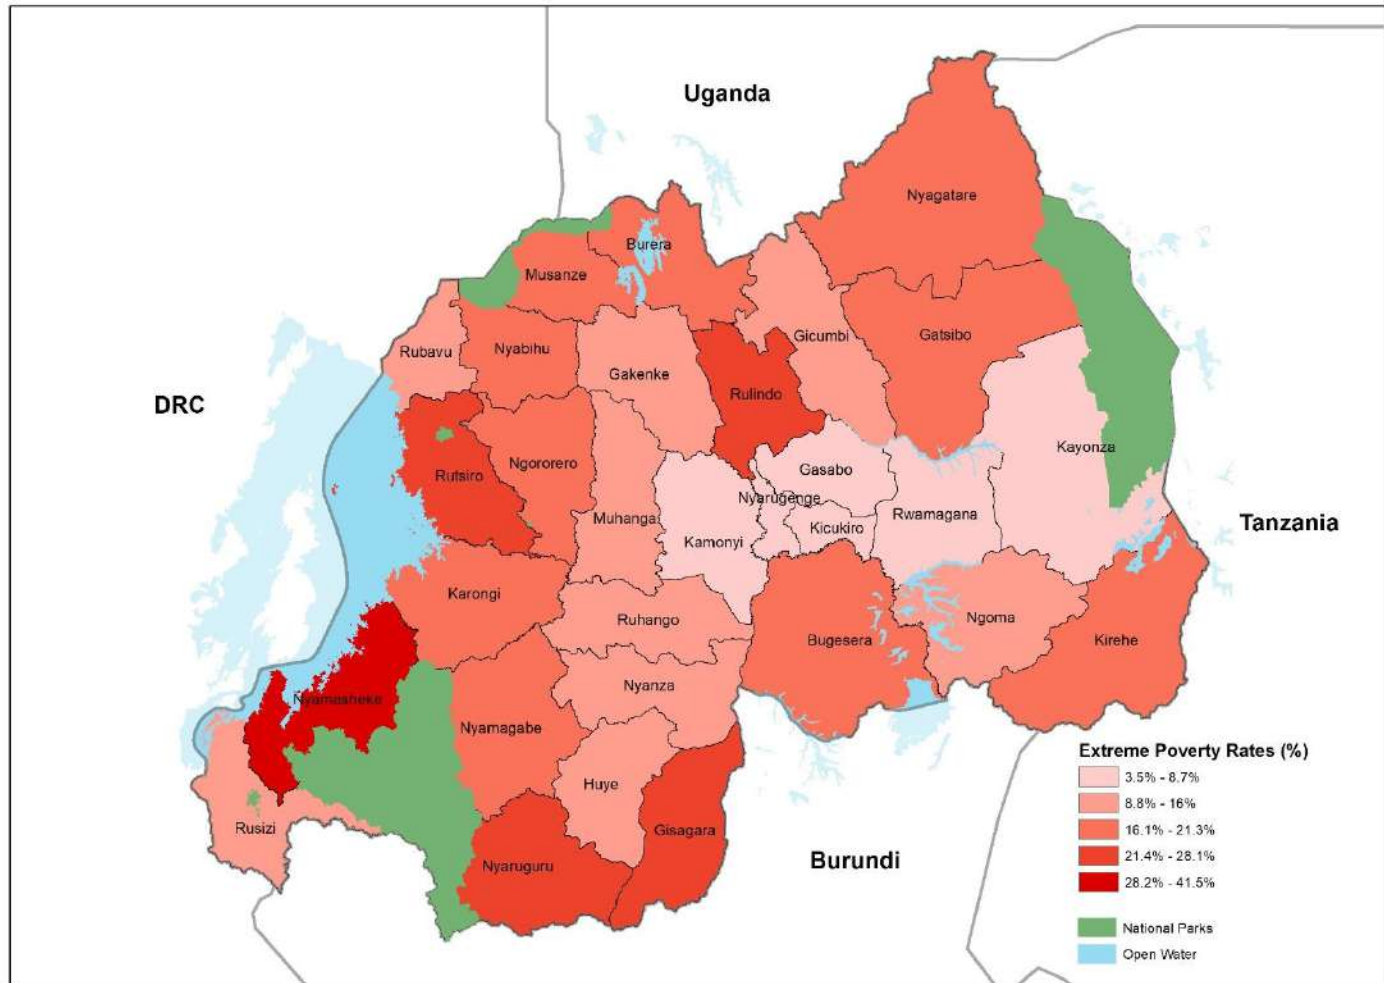 Uganda
Nyagatare
Burera
Musanze
Gicumbi
Gatsibo
Rubavu
Nyabihu
Gakenke
Rulindo
DRC
Kayonza
Ngororero
Gasabo
Rutsiro
Nyarugenge
Muhanga
Rwamagana
Tanzania
Kicukiro
Kamonyi
Karongi
Ruhango
Ngoma
Bugesera
Kirehe
Nyanza
Nyamasheke
Nyamagabe
Huye
Rusizi
Gisagara
Nyaruguru
Burundi
Extreme Poverty Rates (%)
3.5% - 8.7%
8.8% - 16%
16.1% - 21.3%
21.4% - 28.1%
28.2% - 41.5%
National Parks
Open Water